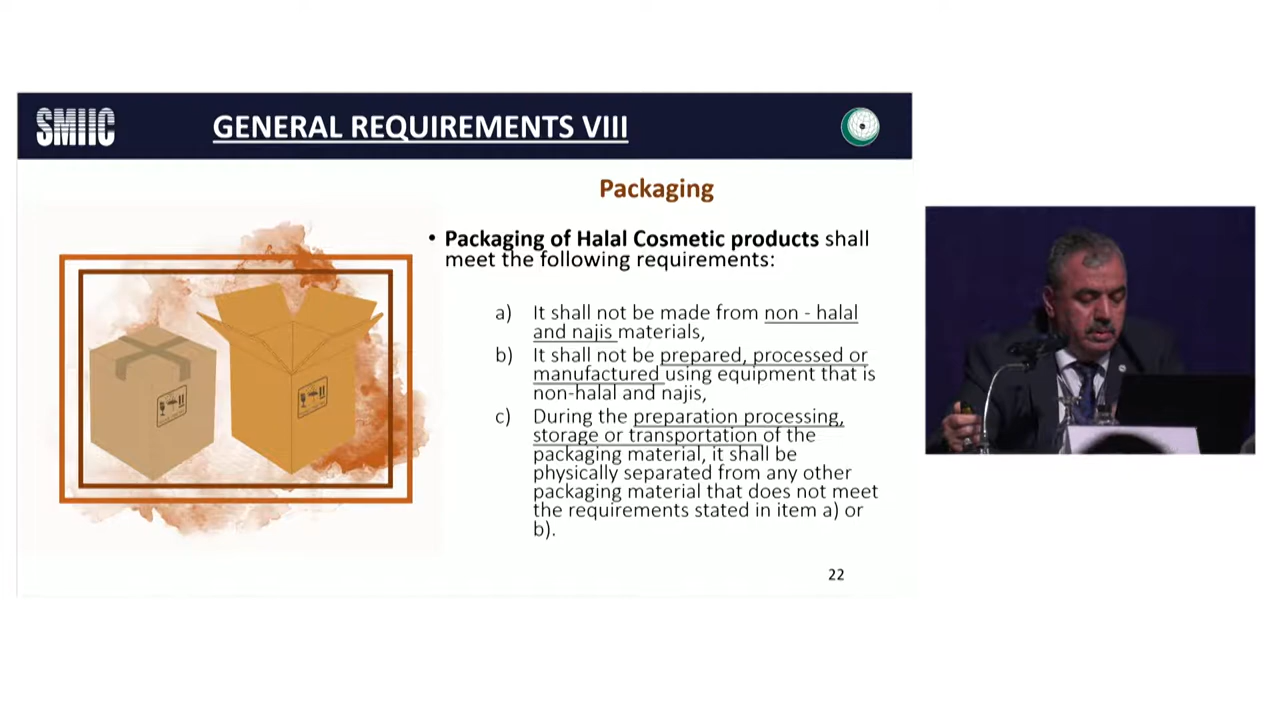 SMIIC
GENERAL REQUIREMENTS VIII
Packaging
• Packaging of Halal Cosmetic products shall
meet the following requirements:
a) It shall not be made from non - halal
and najis materials,
b) It shall not be prepared, processed or
manufactured using equipment that is
non-halal and najis,
c) During the preparation processing,
storage or transportation of the
packaging material, it shall be
physically separated from any other
packaging material that does not meet
the requirements stated in item a) or
b).
22